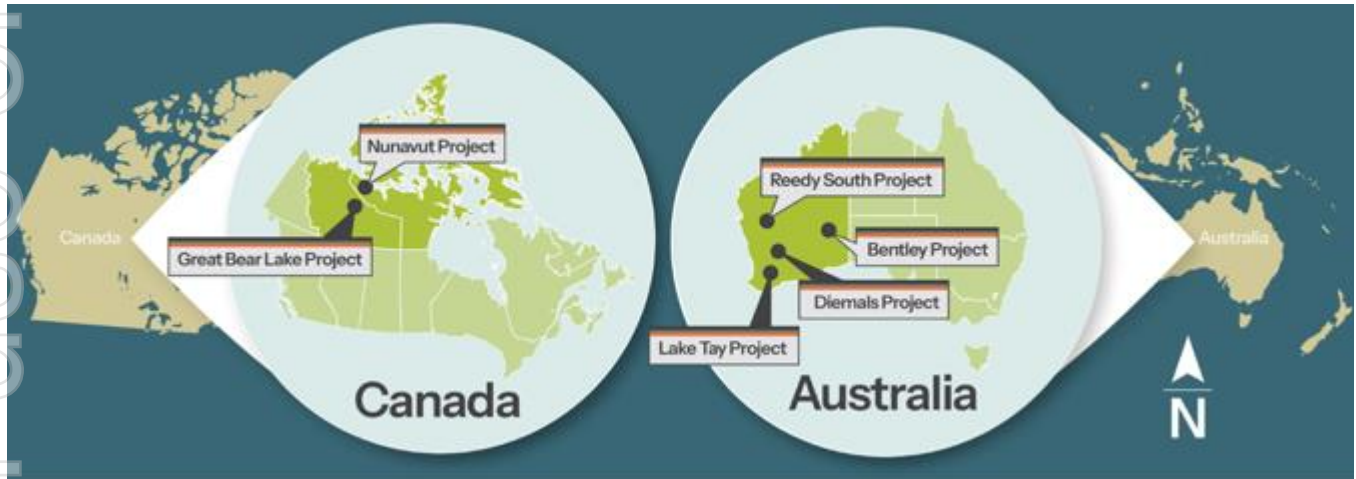 Canada
Nunavut Project
Great Bear Lake Project
Canada
Reedy South Project
Bentley Project
Diemals Project
Lake Tay Project
Australia
Australia
N